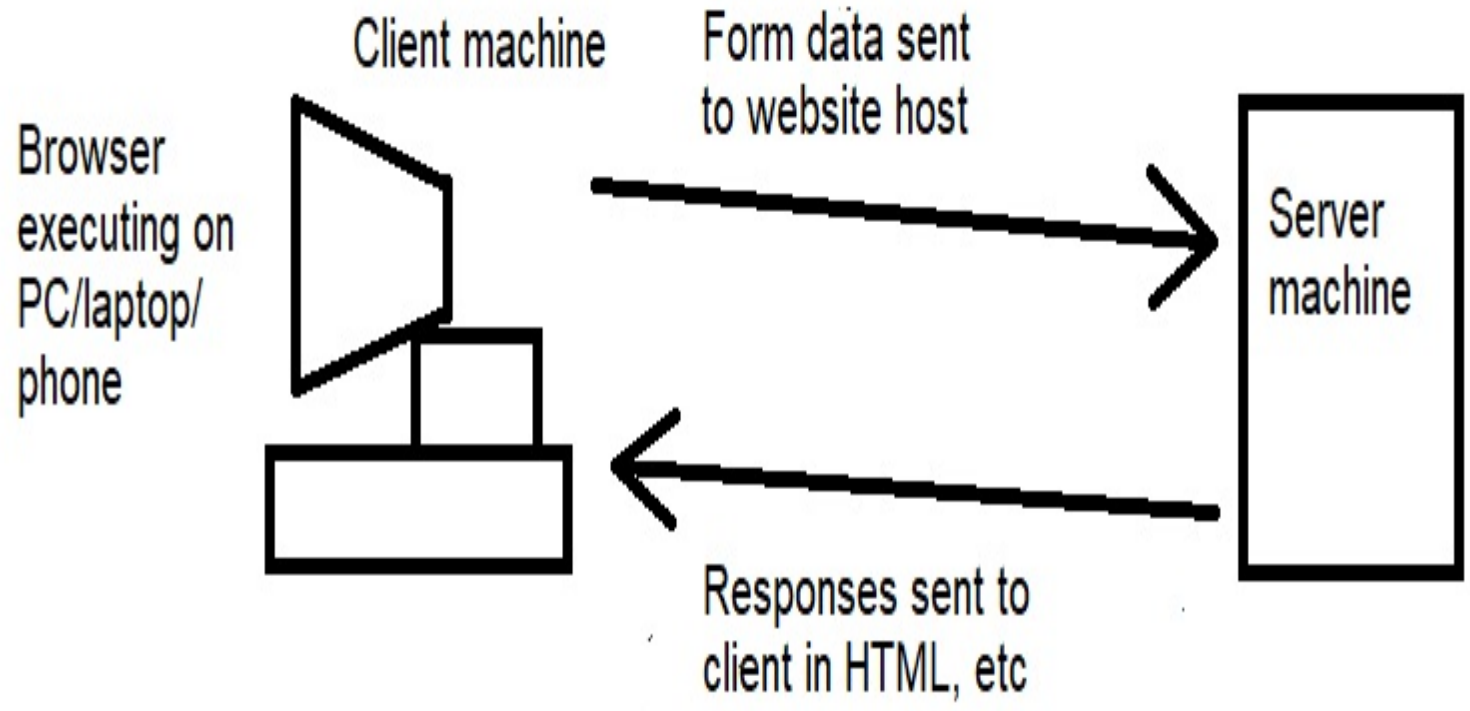 Client machine
Form data sent
to website host
Browser
executing on
PC/laptop/
phone
Server
machine
Responses sent to
client in HTML, etc